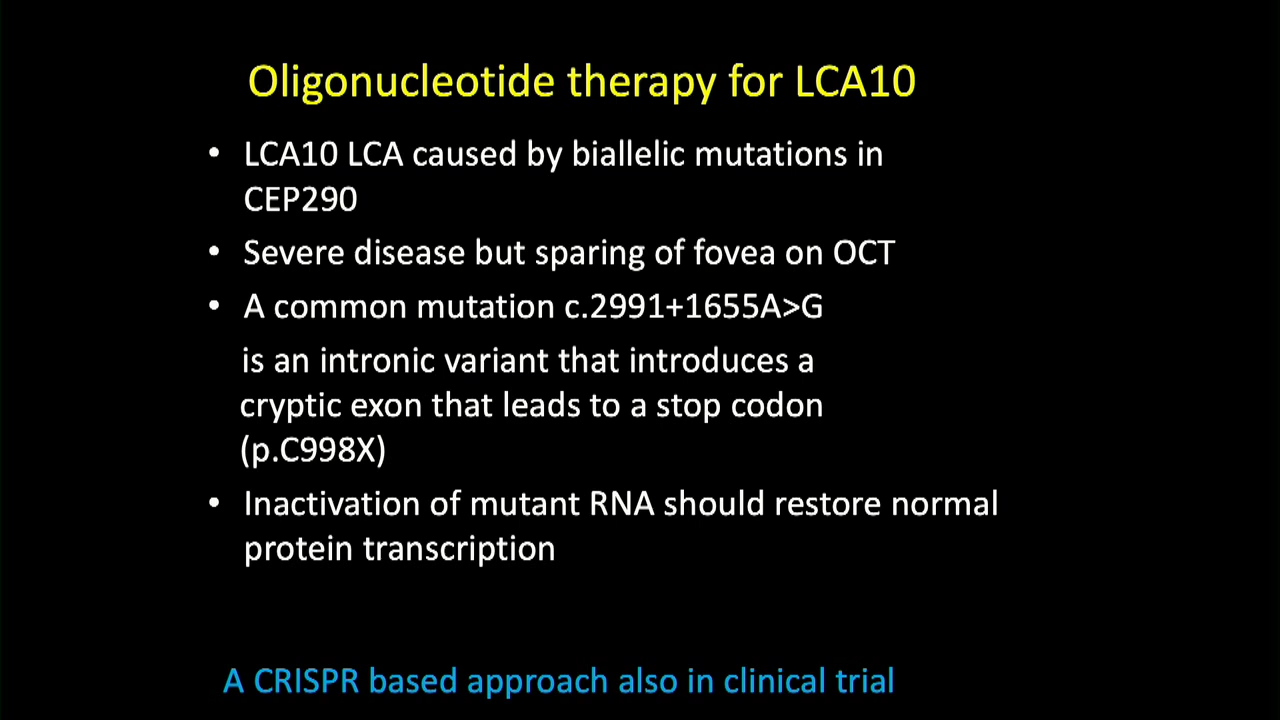 Oligonucleotide therapy for LCA10
• LCA10 LCA caused by biallelic mutations in
CEP290
• Severe disease but sparing of fovea on OCT
• A common mutation c.2991+1655A>G
is an intronic variant that introduces a
cryptic exon that leads to a stop codon
(p.C998X)
• Inactivation of mutant RNA should restore normal
protein transcription
A CRISPR based approach also in clinical trial